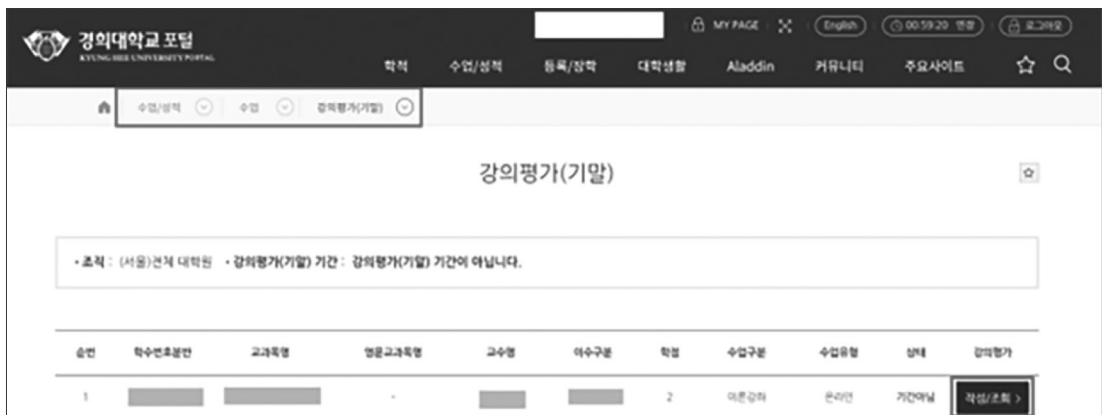 경희대학교 포털
KYUNG HEE UNIVERSITY PORTAL
MY PAGE
English
00:59:20 연장
로그아웃
학적 수업/성적 등록/장학 대학생활 Aladdin 커뮤니티 주요사이트
수업/성적 수업 강의평가(기말)
강의평가(기말)
• 조직 : (서울)전체 대학원 • 강의평가(기말) 기간 : 강의평가(기말) 기간이 아닙니다.
순번 학수번호분반 교과목명 영문교과목명 교수명 이수구분 학점 수업구분 수업유형 상태 강의평가
1 - 2 이론강좌 온라인 기간아님 작성/조회 >